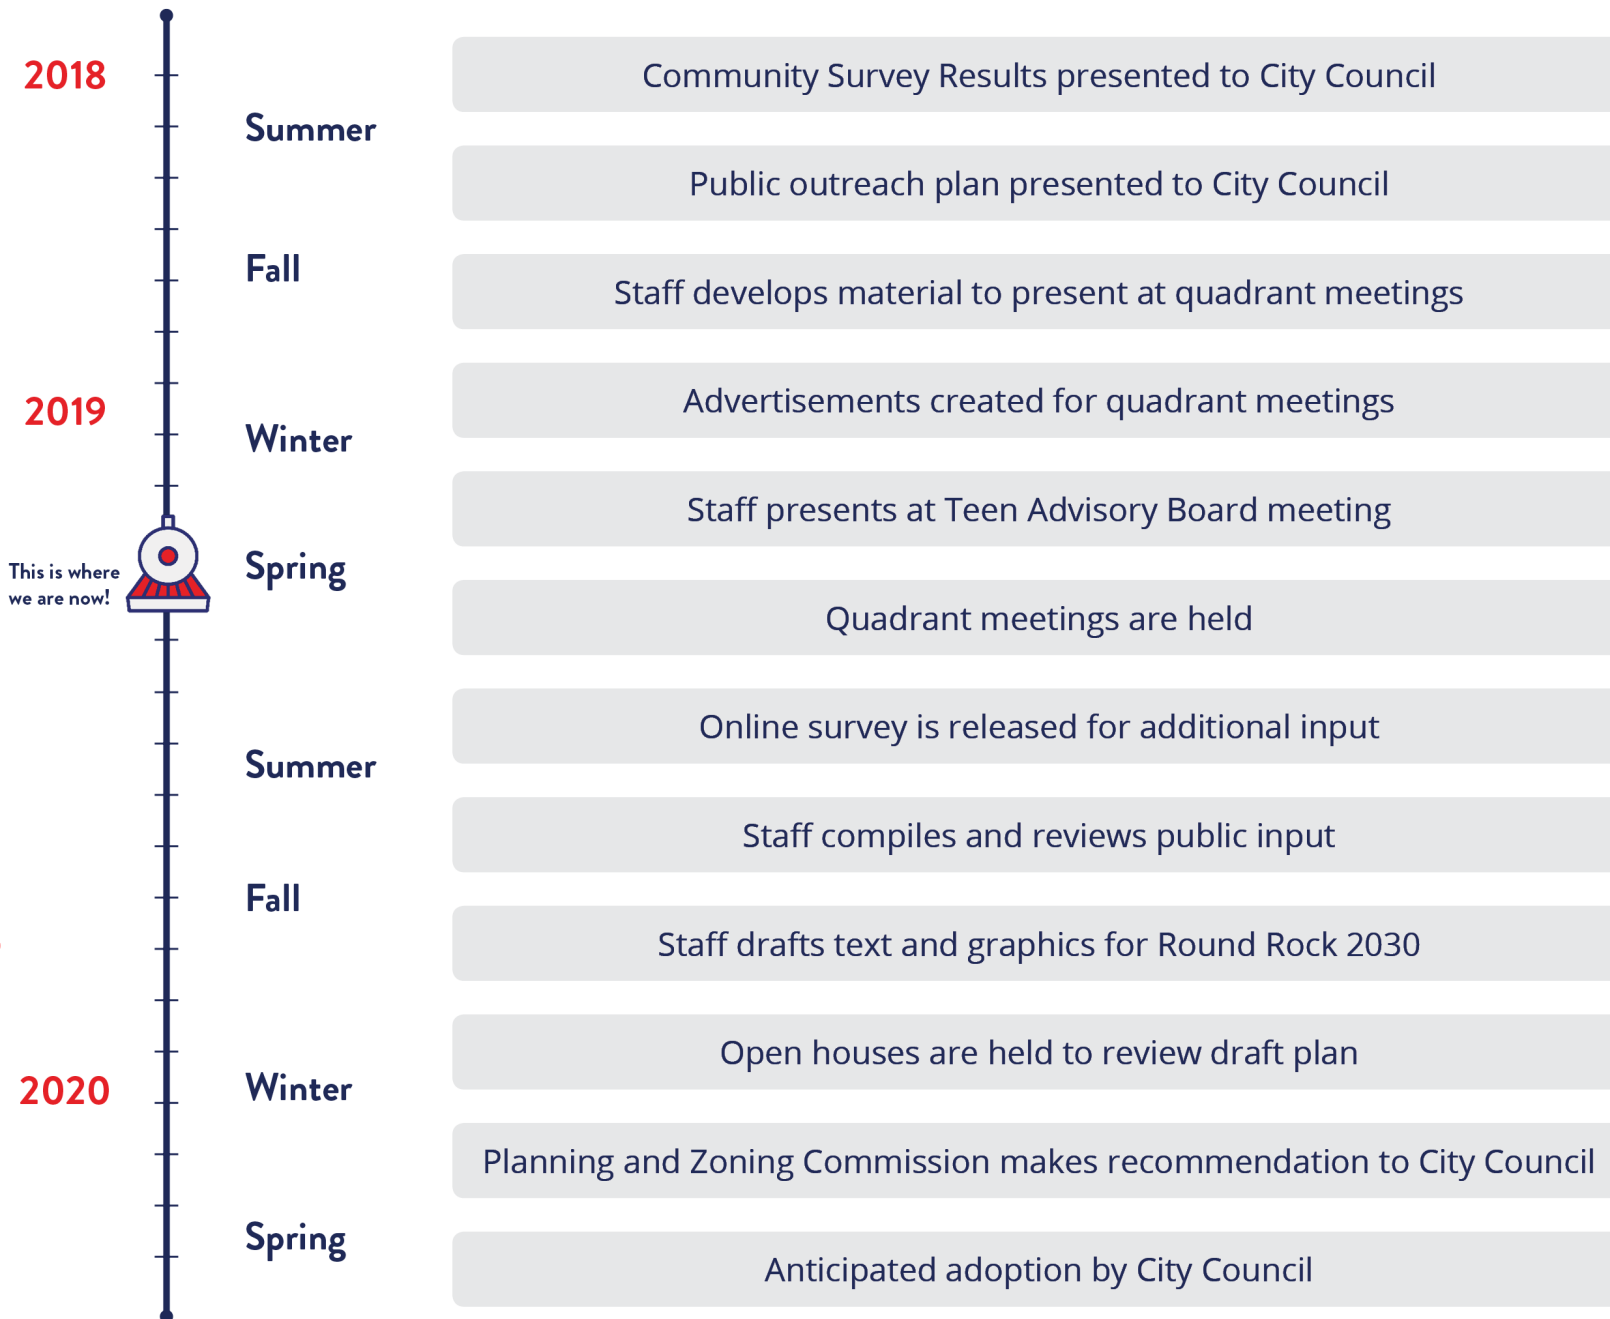 2018
Community Survey Results presented to City Council
Summer
Public outreach plan presented to City Council
Fall
Staff develops material to present at quadrant meetings
2019
Advertisements created for quadrant meetings
Winter
Staff presents at Teen Advisory Board meeting
This is where
we are now!
Spring
Quadrant meetings are held
Online survey is released for additional input
Summer
Staff compiles and reviews public input
Fall
Staff drafts text and graphics for Round Rock 2030
Open houses are held to review draft plan
2020
Winter
Planning and Zoning Commission makes recommendation to City Council
Spring
Anticipated adoption by City Council